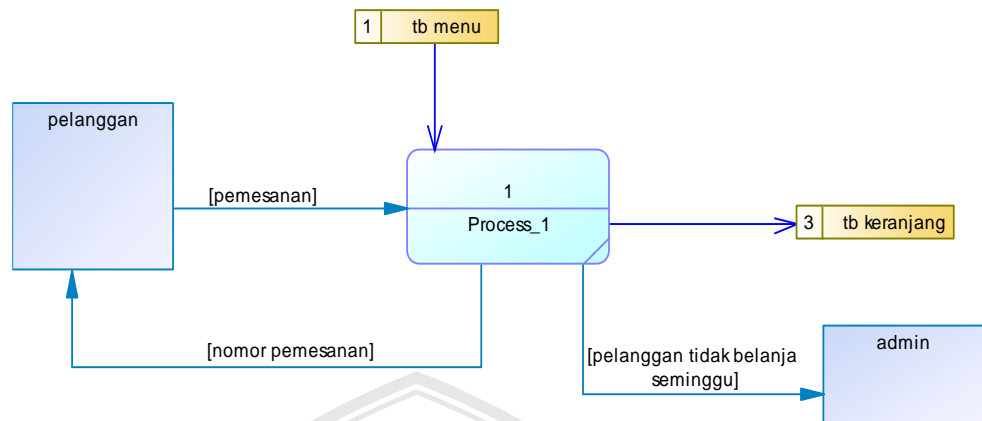 1 tb menu
pelanggan
[pemesanan]
1
Process_1
3 tb keranjang
[nomor pemesanan]
[pelanggan tidak belanja
seminggu]
admin